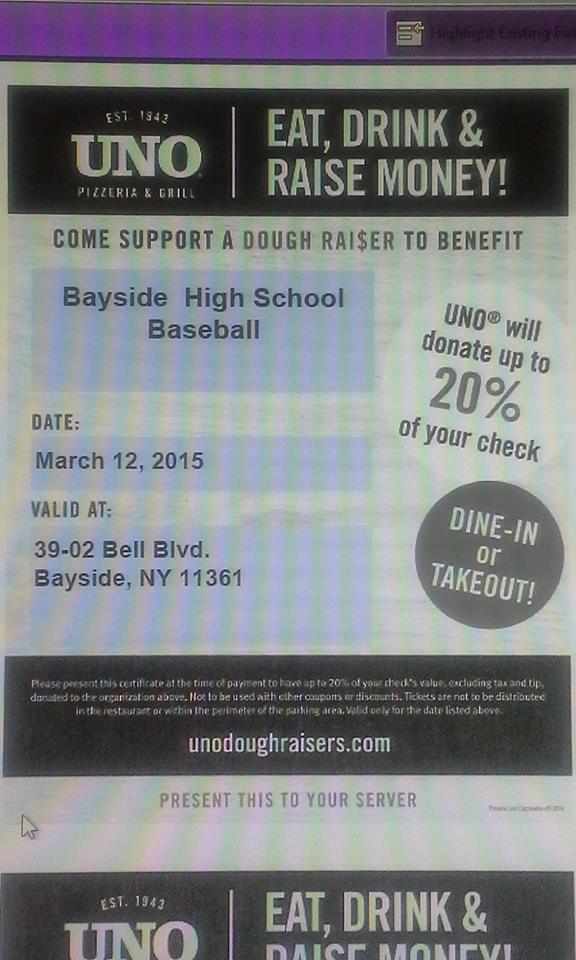 Highlight Existing Fie
EST. 1943
UNO
PIZZERIA & GRILL
EAT, DRINK &
RAISE MONEY!
COME SUPPORT A DOUGH RAI$ER TO BENEFIT
Bayside High School
Baseball
UNO® will
donate up to
20%
of your check
DATE:
March 12, 2015
VALID AT:
39-02 Bell Blvd.
Bayside, NY 11361
DINE-IN
or
TAKEOUT!
Please present this certificate at the time of payment to have up to 20% of your check's value, excluding tax and tip,
donated to the organization above. Not to be used with other coupons or discounts. Tickets are not to be distributed
in the restaurant or within the perimeter of the parking area. Valid only for the date listed above.
unodoughraisers.com
PRESENT THIS TO YOUR SERVER
EST. 1943
UNO
EAT, DRINK &
RAISE MONEY!